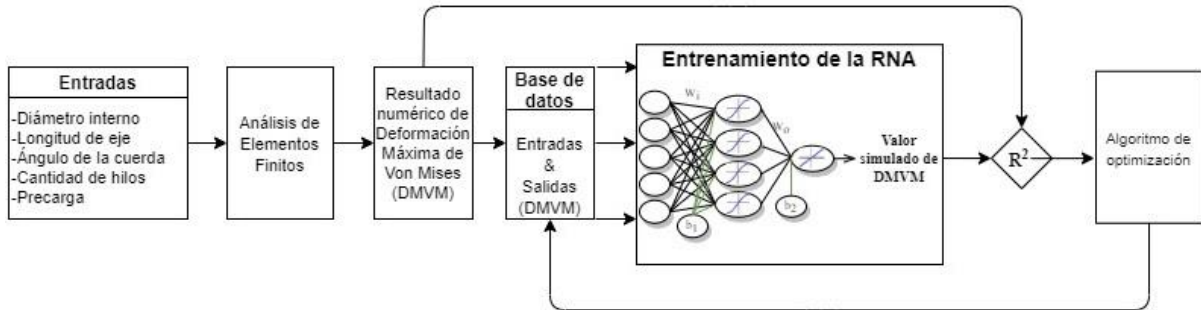 Entradas
-Diámetro interno
-Longitud de eje
-Ángulo de la cuerda
-Cantidad de hilos
-Precarga
Análisis de
Elementos
Finitos
Resultado
numérico de
Deformación
Máxima de
Von Mises
(DMVM)
Base de
datos
Entradas
&
Salidas
(DMVM)
Entrenamiento de la RNA
Wi
Wo
b1
b2
Valor
simulado de
DMVM
R²
Algoritmo de
optimización